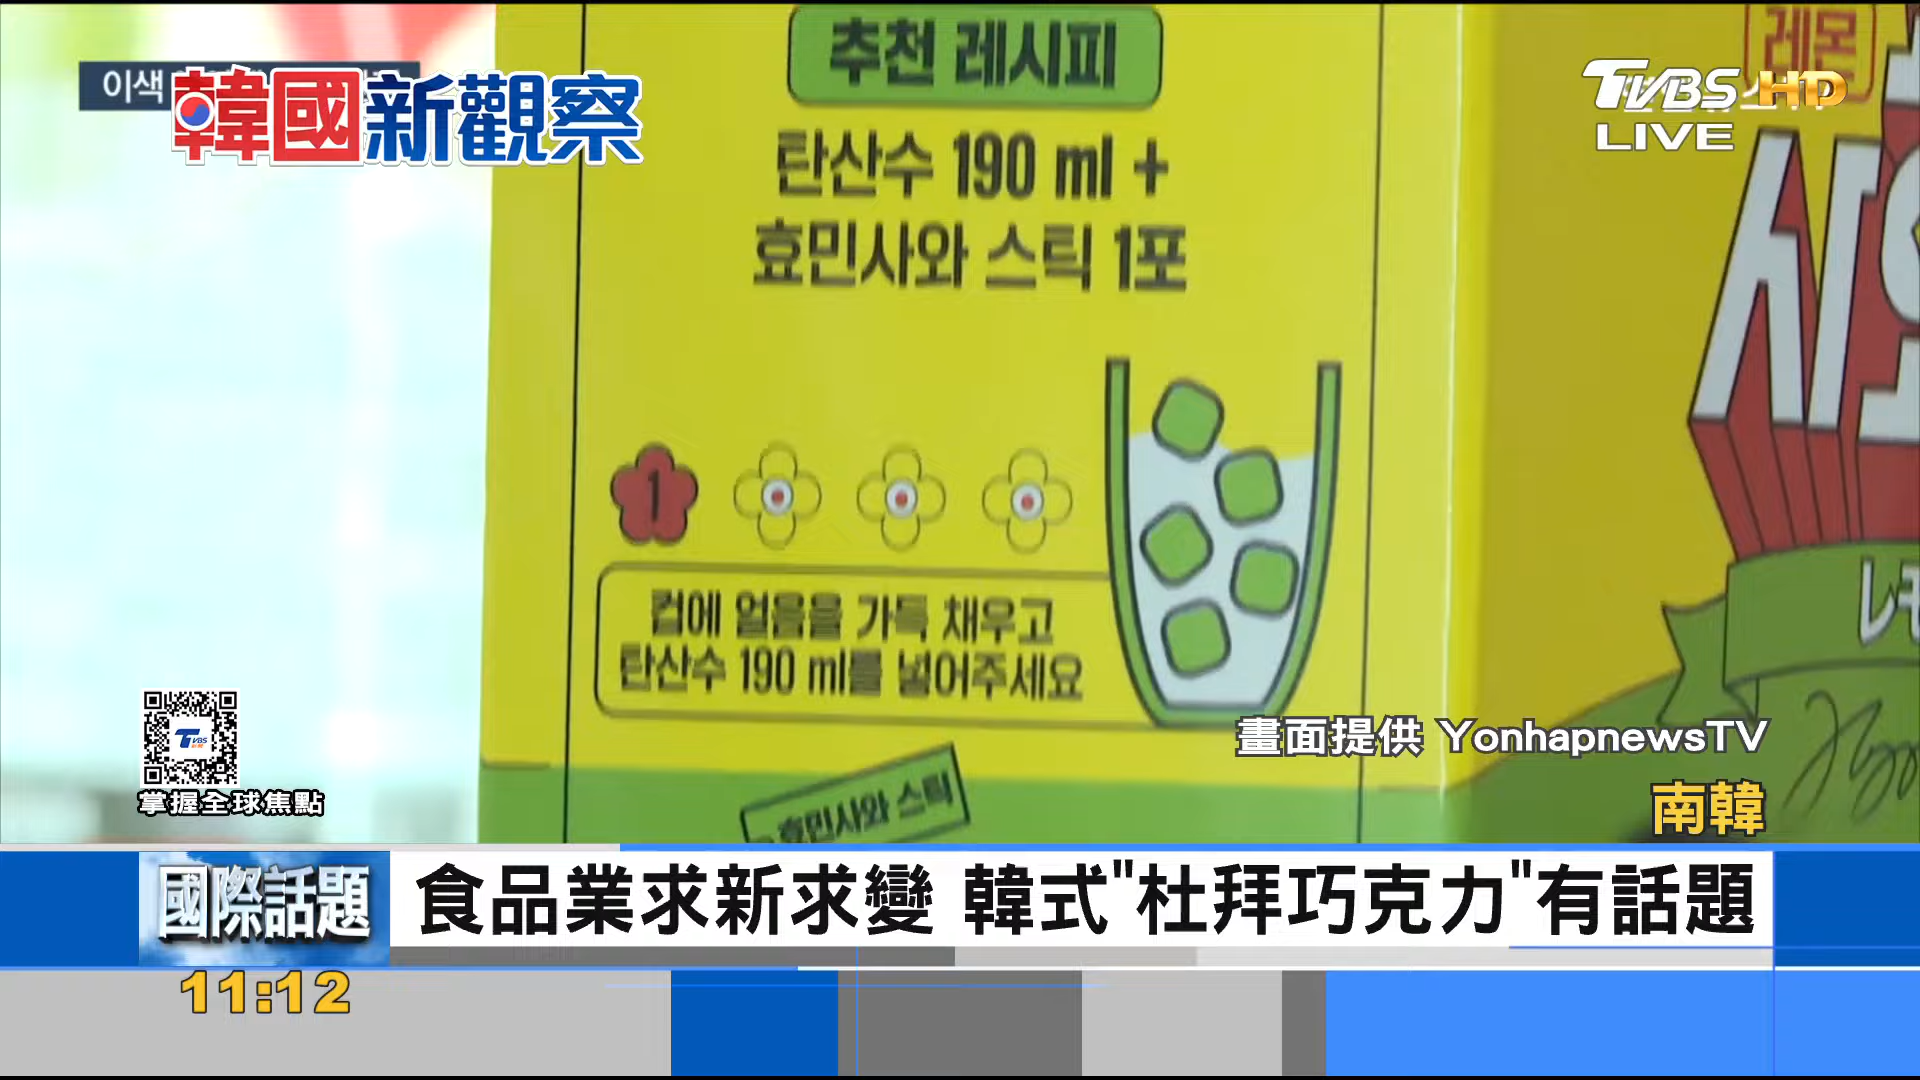 이색
韓國新觀察
TVBS HD
LIVE
레몬
추천 레시피
탄산수 190 ml +
효민사와 스틱 1포
1
컵에 얼음을 가득 채우고
탄산수 190 ml를 넣어주세요
효민사와 스틱
TVBS
掌握全球焦點
畫面提供 YonhapnewsTV
南韓
國際話題
食品業求新求變 韓式"杜拜巧克力"有話題
11:12